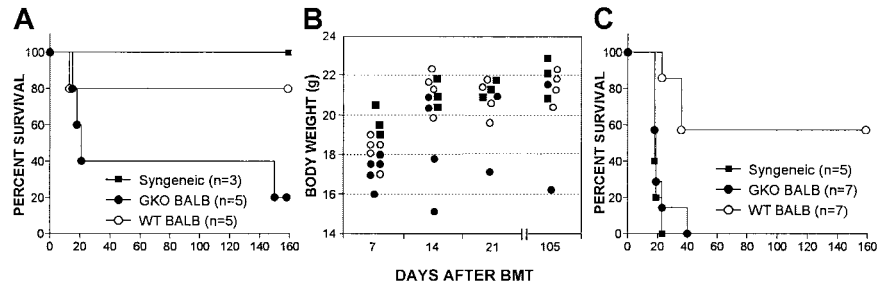 A
PERCENT SURVIVAL
100
80
60
40
20
0
Syngeneic (n=3)
GKO BALB (n=5)
WT BALB (n=5)
0 20 40 60 80 100 120 140 160
B
BODY WEIGHT (g)
24
22
20
18
16
14
7 14 21 105
DAYS AFTER BMT
C
PERCENT SURVIVAL
100
80
60
40
20
0
Syngeneic (n=5)
GKO BALB (n=7)
WT BALB (n=7)
0 20 40 60 80 100 120 140 160